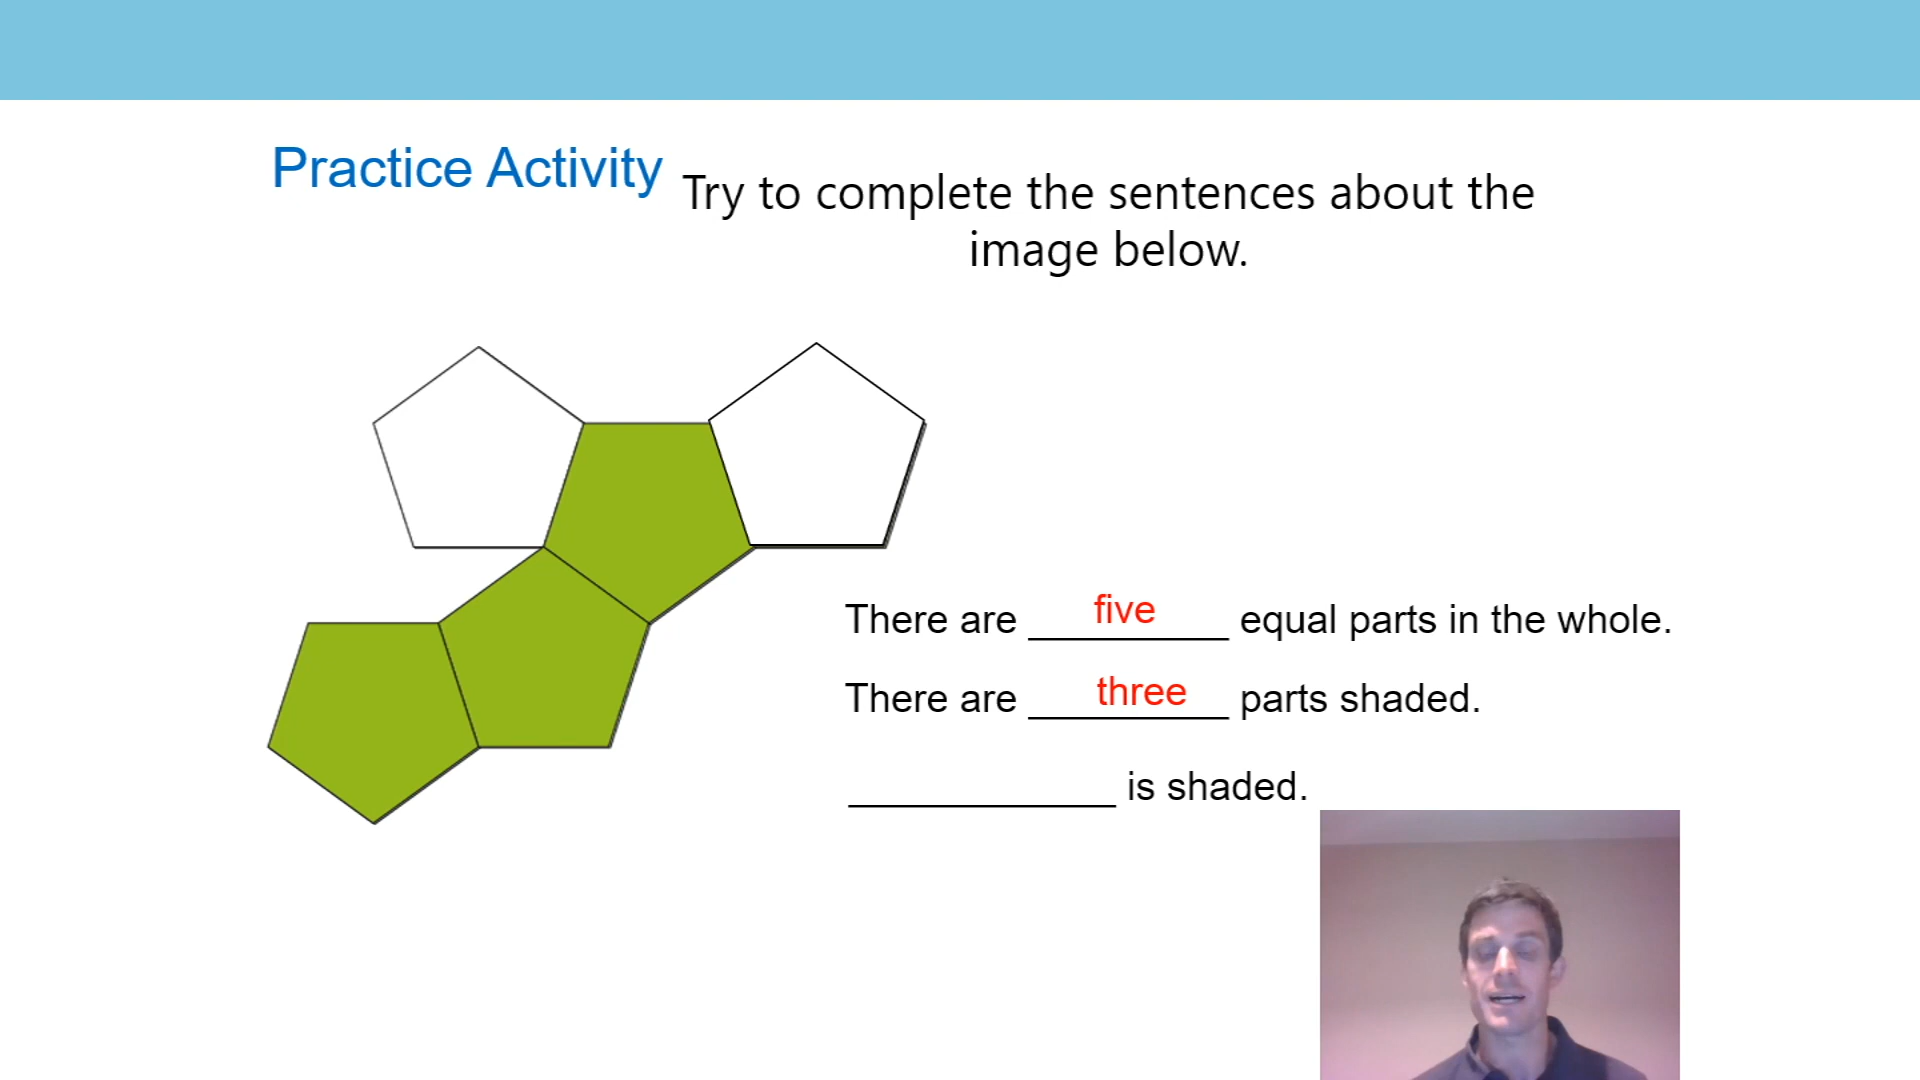 Practice Activity
Try to complete the sentences about the
image below.
There are five equal parts in the whole.
There are three parts shaded.
____________ is shaded.